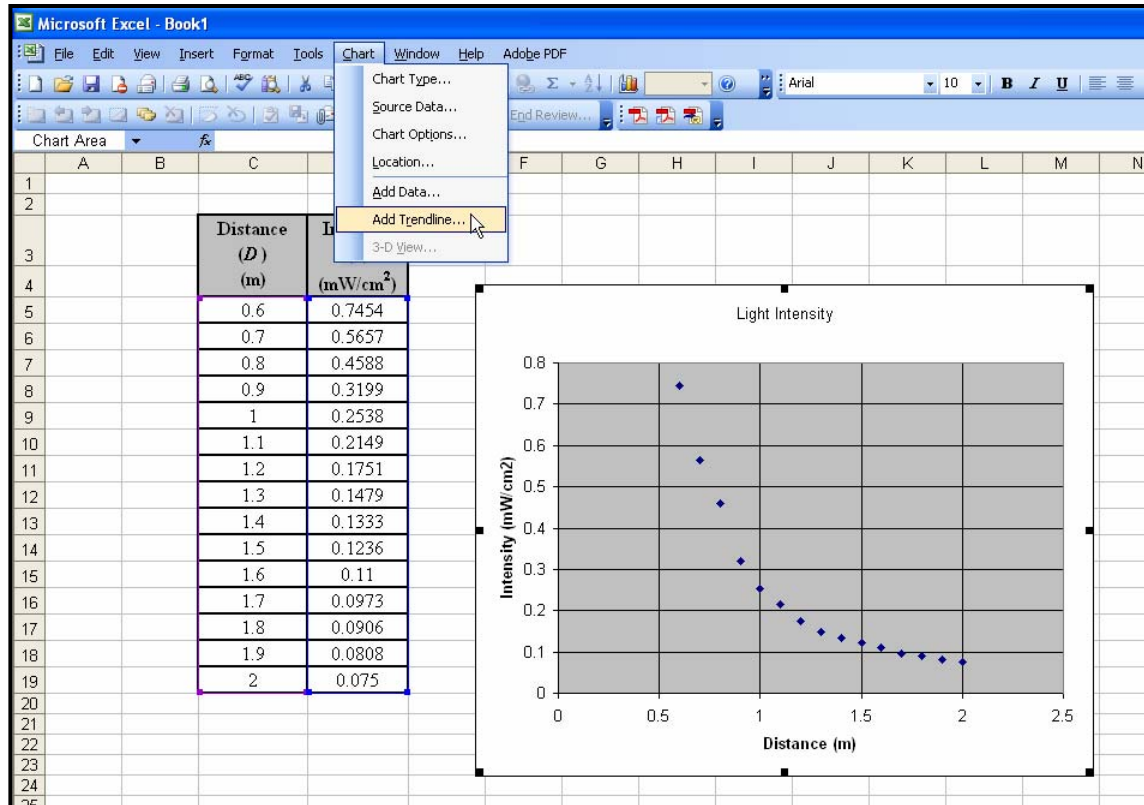 Microsoft Excel - Book1
File Edit View Insert Format Tools Chart Window Help Adobe PDF
ABC Σ End Review... Arial 10 B I U
Chart Area fx
Chart Type...
Source Data...
Chart Options...
Location...
Add Data...
Add Trendline...
3-D View...
A B C F G H I J K L M N
1
2
3 Distance
(D)
4 (m) (mW/cm²)
5 0.6 0.7454
6 0.7 0.5657
7 0.8 0.4588
8 0.9 0.3199
9 1 0.2538
10 1.1 0.2149
11 1.2 0.1751
12 1.3 0.1479
13 1.4 0.1333
14 1.5 0.1236
15 1.6 0.11
16 1.7 0.0973
17 1.8 0.0906
18 1.9 0.0808
19 2 0.075
20
21
22
23
24
Light Intensity
Intensity (mW/cm2)
0.8
0.7
0.6
0.5
0.4
0.3
0.2
0.1
0
0 0.5 1 1.5 2 2.5
Distance (m)